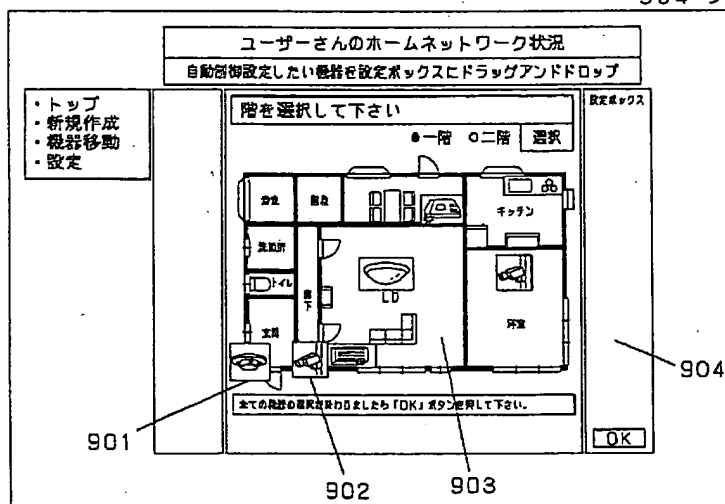 ユーザーさんのホームネットワーク状況
自動制御設定したい機器を設定ボックスにドラッグアンドドロップ
・トップ
・新規作成
・機器移動
・設定
階を選択して下さい
●一階 ○二階 選択
設定ボックス
浴室
階段
キッチン
洗面所
トイレ
廊下
LD
洋室
玄関
全ての機器の選択が終わりましたら「OK」ボタンを押して下さい。
OK
901
902
903
904